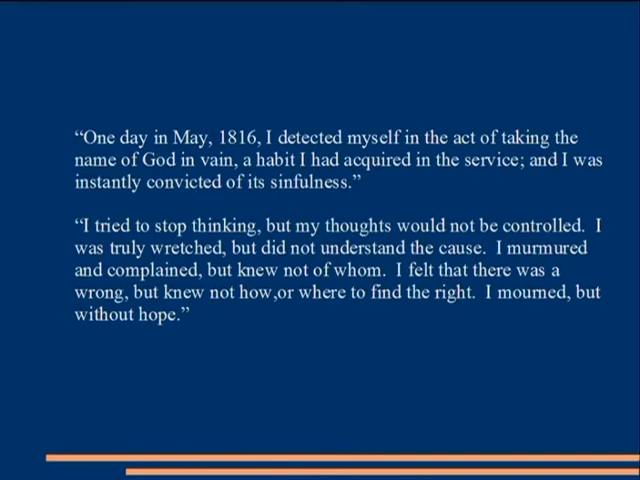 “One day in May, 1816, I detected myself in the act of taking the
name of God in vain, a habit I had acquired in the service; and I was
instantly convicted of its sinfulness.”
“I tried to stop thinking, but my thoughts would not be controlled.  I
was truly wretched, but did not understand the cause.  I murmured
and complained, but knew not of whom.  I felt that there was a
wrong, but knew not how,or where to find the right.  I mourned, but
without hope.”